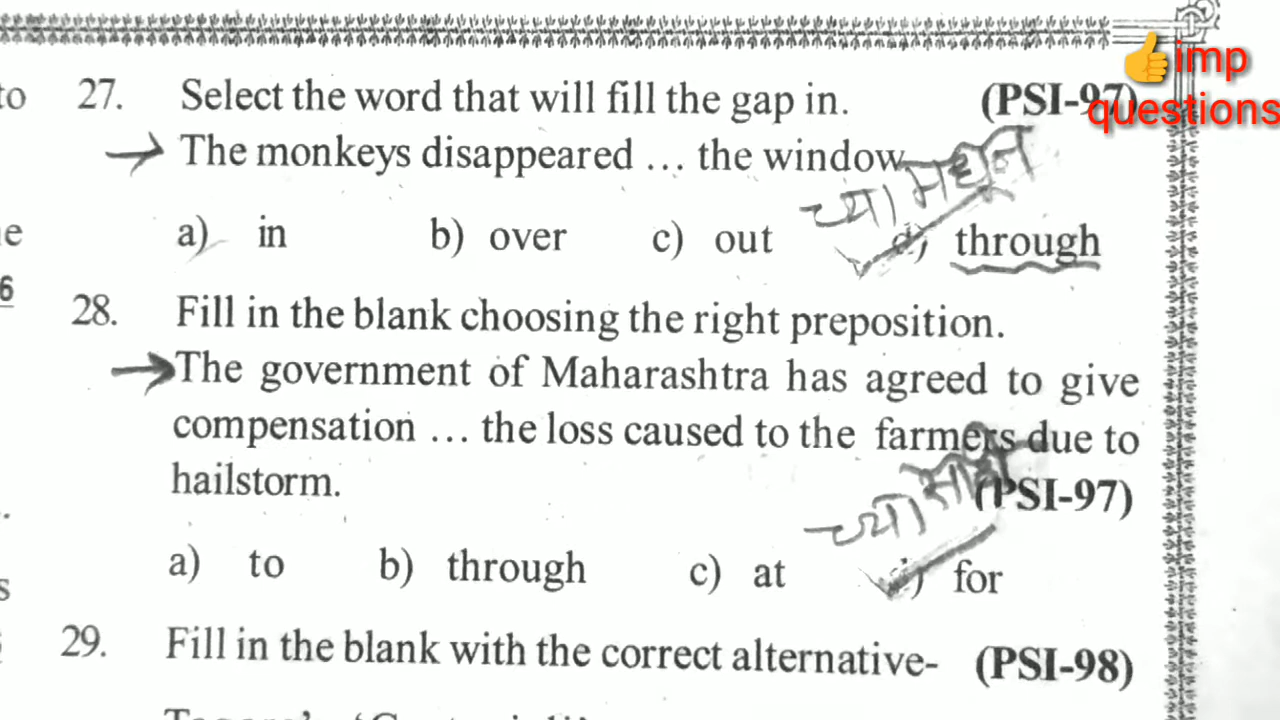 👍imp
questions
to 27. Select the word that will fill the gap in. (PSI-97)
The monkeys disappeared ... the window.
च्या मधून
e a) in b) over c) out d) through
6
28. Fill in the blank choosing the right preposition.
The government of Maharashtra has agreed to give
compensation ... the loss caused to the farmers due to
hailstorm. (PSI-97)
च्या साठी
a) to b) through c) at d) for
s
29. Fill in the blank with the correct alternative- (PSI-98)